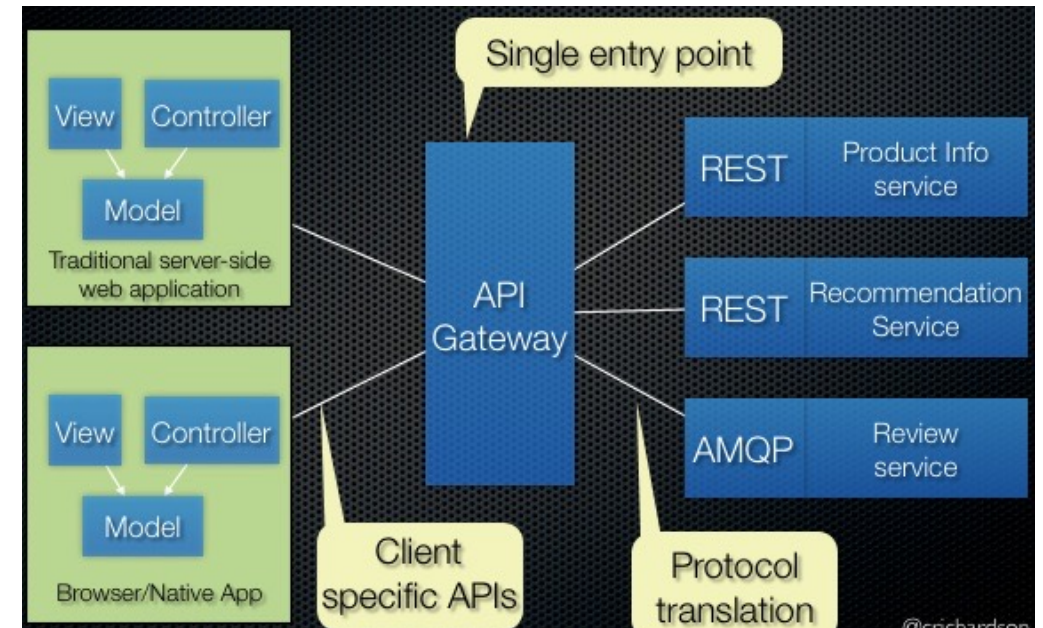 Single entry point
View
Controller
Model
Traditional server-side
web application
View
Controller
Model
Browser/Native App
API
Gateway
Client
specific APIs
Protocol
translation
REST
Product Info
service
REST
Recommendation
Service
AMQP
Review
service
@crichardson